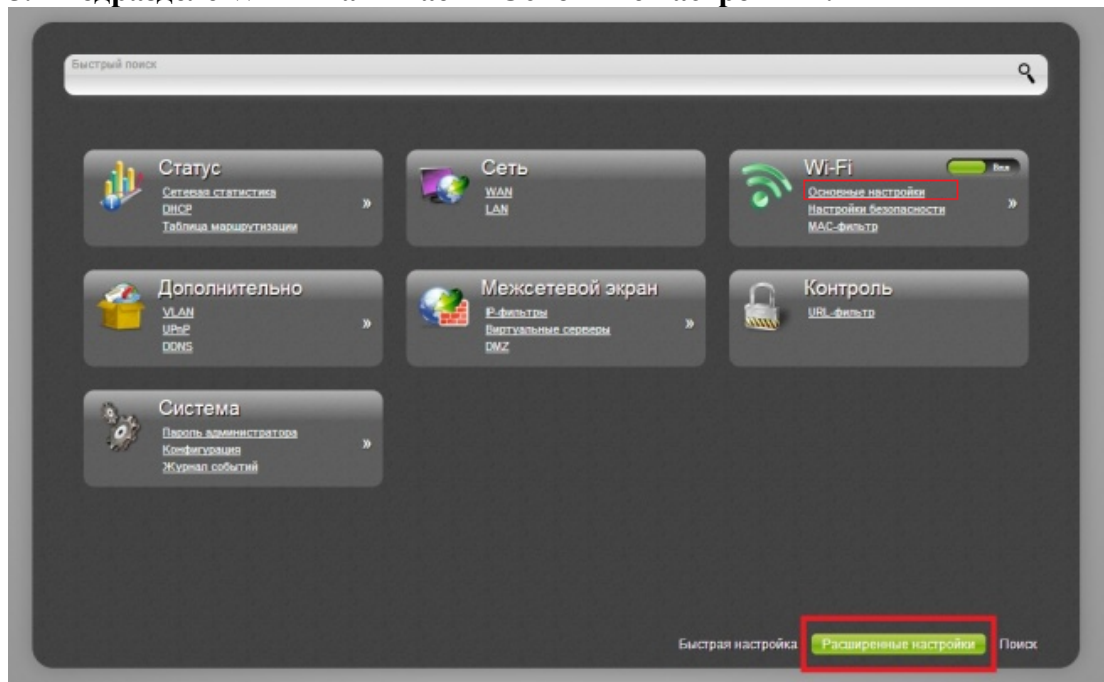 Быстрый поиск
Статус
Сетевая статистика
DHCP
Таблица маршрутизации
Сеть
WAN
LAN
Wi-Fi
Вкл
Основные настройки
Настройки безопасности
MAC-фильтр
Дополнительно
VLAN
UPnP
DDNS
Межсетевой экран
IP-фильтры
Виртуальные серверы
DMZ
Контроль
URL-фильтр
Система
Пароль администратора
Конфигурация
Журнал событий
Быстрая настройка Расширенные настройки Поиск